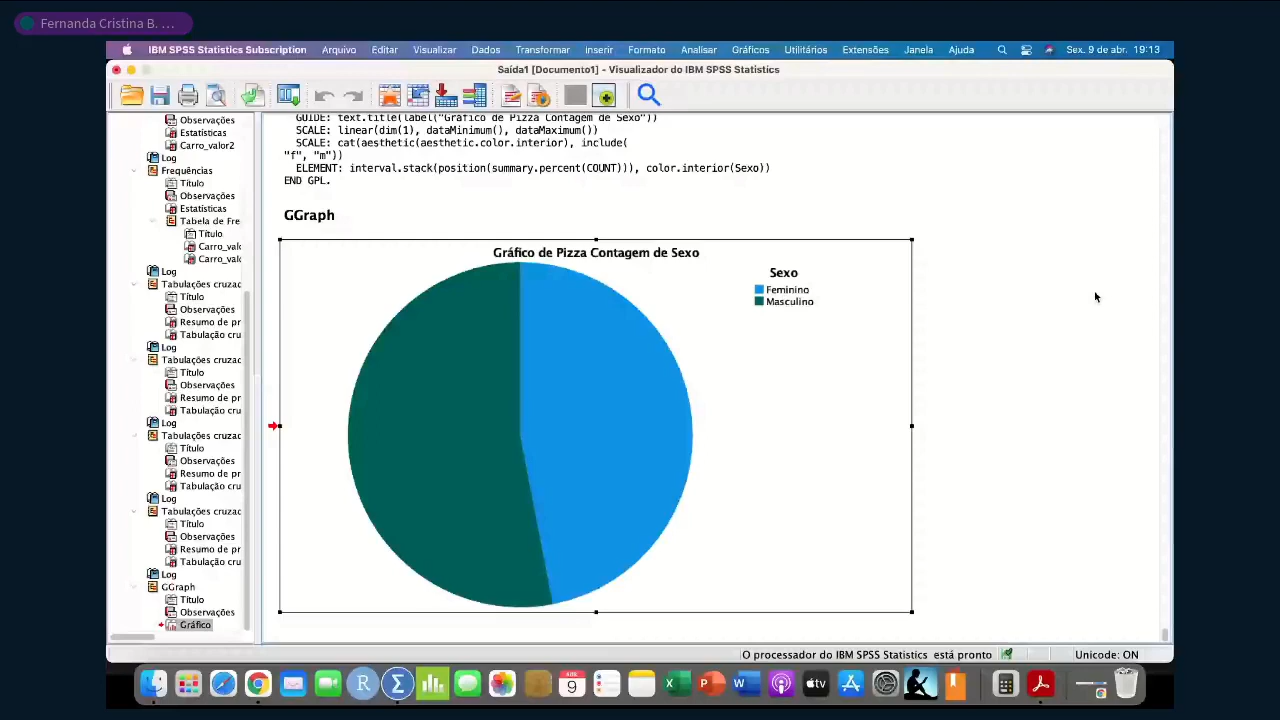 Fernanda Cristina B. ...
IBM SPSS Statistics Subscription Arquivo Editar Visualizar Dados Transformar Inserir Formato Analisar Gráficos Utilitários Extensões Janela Ajuda Sex. 9 de abr. 19:13
Saída1 [Documento1] - Visualizador do IBM SPSS Statistics
Observações
Estatísticas
Carro_valor2
Log
Frequências
Título
Observações
Estatísticas
Tabela de Fre
Título
Carro_valc
Carro_valc
Log
Tabulações cruzac
Título
Observações
Resumo de pr
Tabulação cru
Log
Tabulações cruzac
Título
Observações
Resumo de pr
Tabulação cru
Log
Tabulações cruzac
Título
Observações
Resumo de pr
Tabulação cru
Log
Tabulações cruzac
Título
Observações
Resumo de pr
Tabulação cru
Log
GGraph
Título
Observações
Gráfico
GUIDE: text.title(label("Gráfico de Pizza Contagem de Sexo"))
SCALE: linear(dim(1), dataMinimum(), dataMaximum())
SCALE: cat(aesthetic(aesthetic.color.interior), include(
"f", "m"))
ELEMENT: interval.stack(position(summary.percent(COUNT))), color.interior(Sexo))
END GPL.
GGraph
Gráfico de Pizza Contagem de Sexo
Sexo
Feminino
Masculino
O processador do IBM SPSS Statistics está pronto
Unicode: ON
9
tv